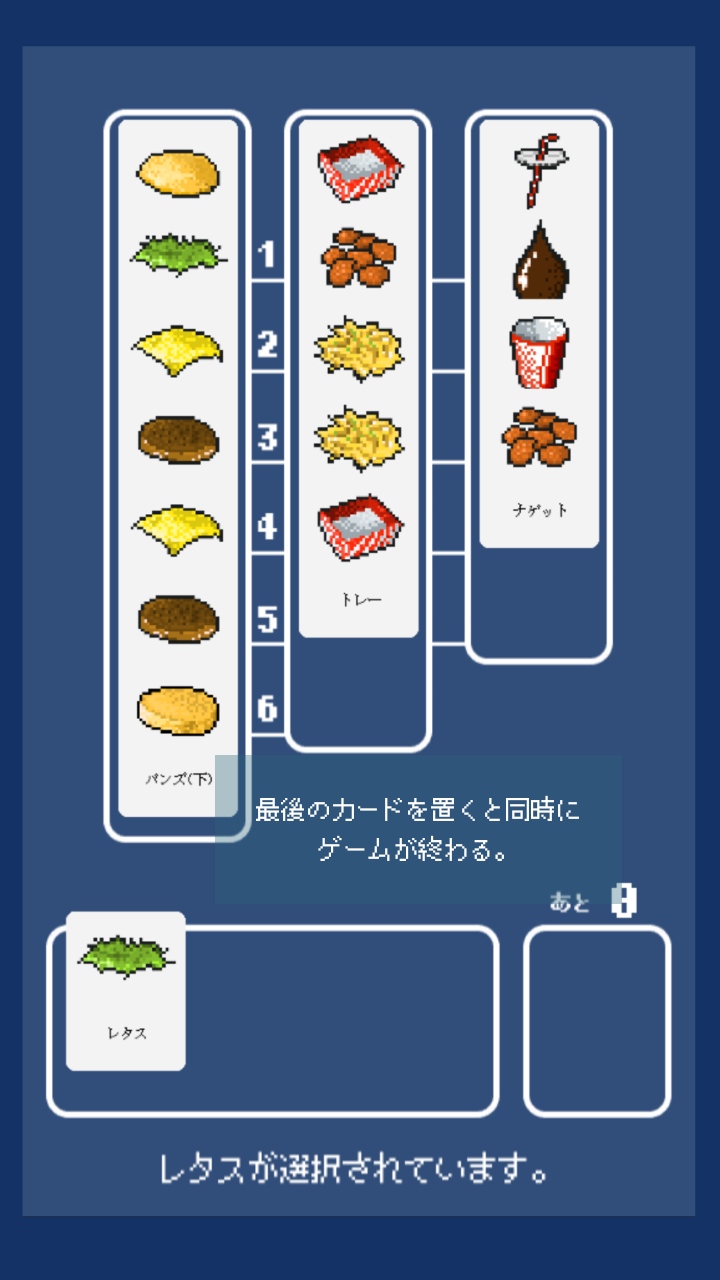 1
2
3
4
5
6
ナゲット
トレー
バンズ(下)
最後のカードを置くと同時に
ゲームが終わる。
あと
レタス
レタスが選択されています。